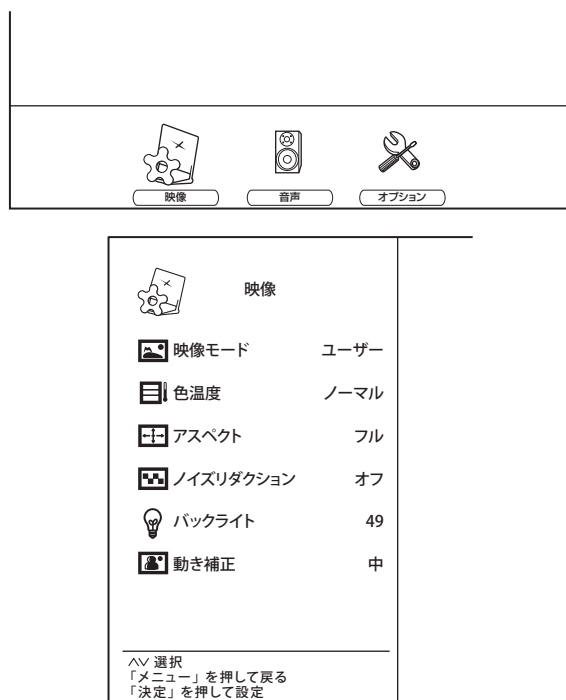 映像 音声 オプション
映像
映像モード ユーザー
色温度 ノーマル
アスペクト フル
ノイズリダクション オフ
バックライト 49
動き補正 中
選択
「メニュー」を押して戻る
「決定」を押して設定